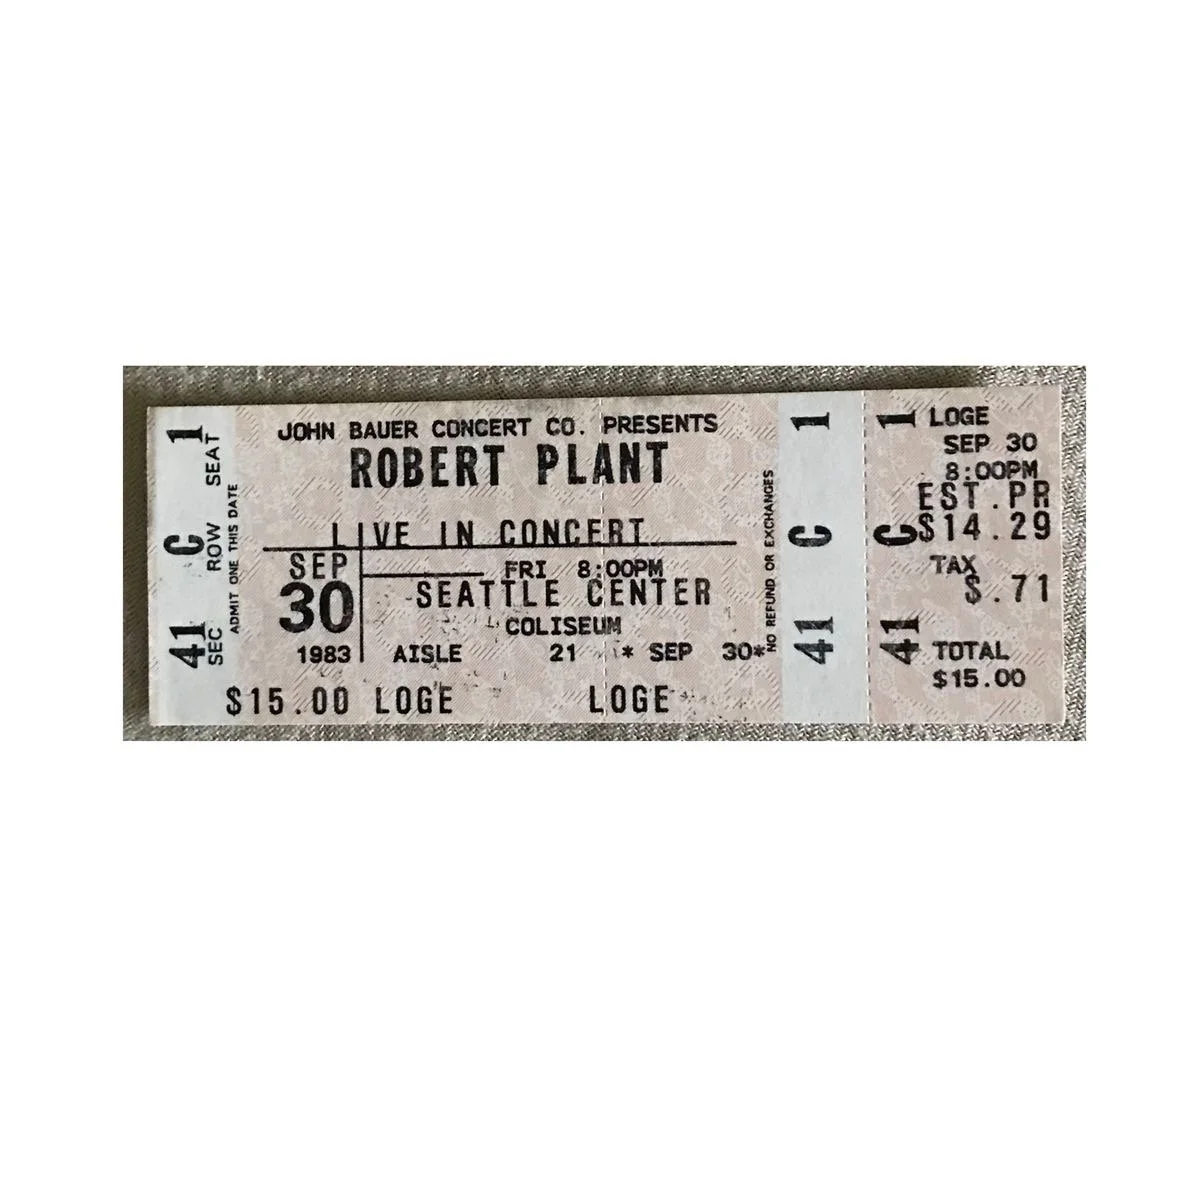 JOHN BAUER CONCERT CO. PRESENTS
ROBERT PLANT
LIVE IN CONCERT
SEP
30
1983
FRI 8:00PM
SEATTLE CENTER
COLISEUM
AISLE 21 * SEP 30*
$15.00 LOGE LOGE
41 C 1
SEC ROW SEAT
ADMIT ONE THIS DATE
NO REFUND OR EXCHANGES
41 C 1
41 C 1
LOGE
SEP 30
8:00PM
EST.PR
$14.29
TAX
$.71
TOTAL
$15.00